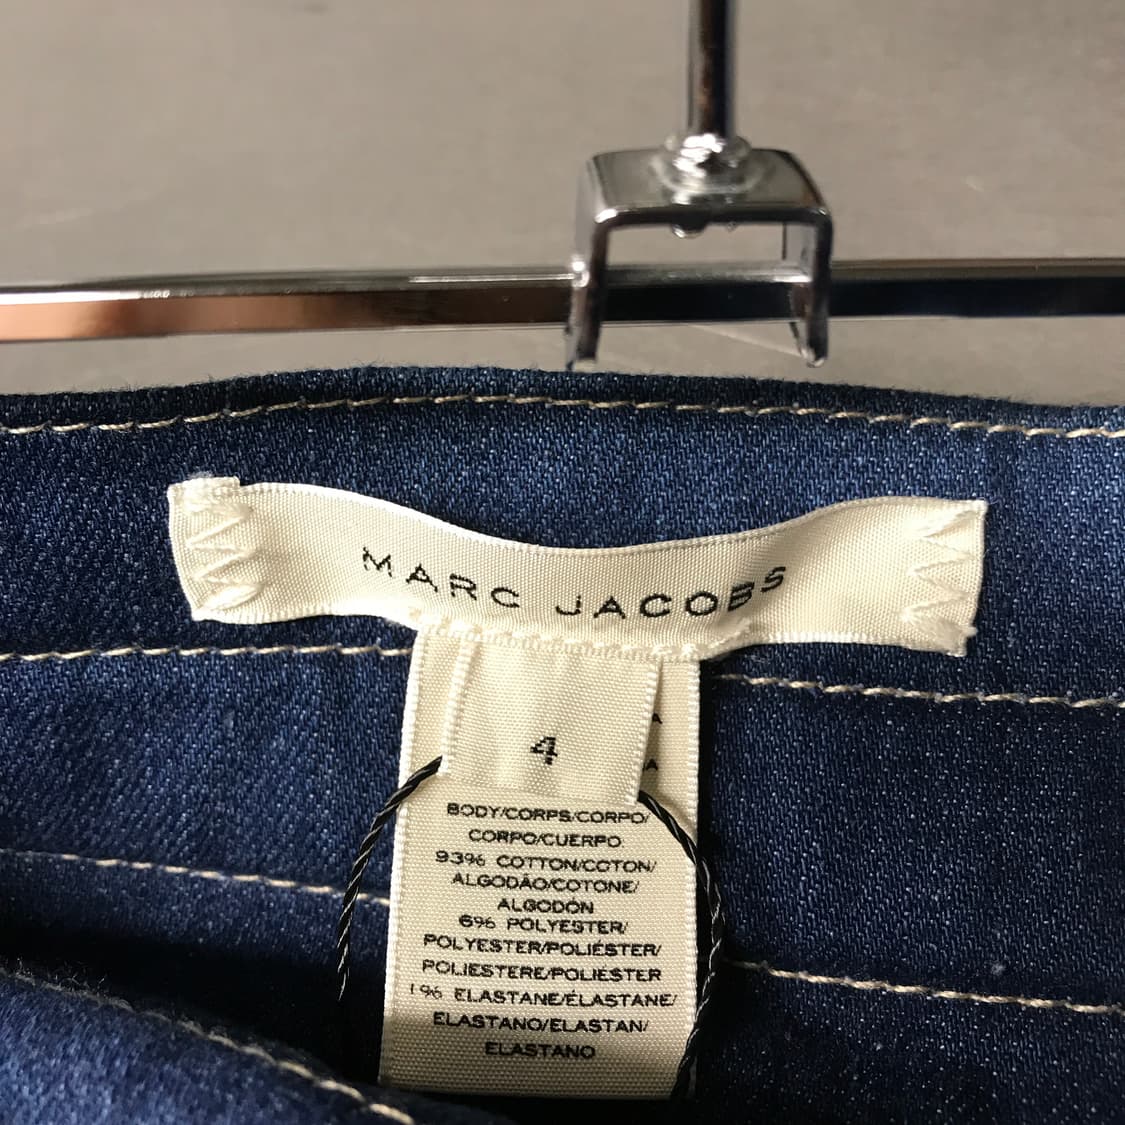 MARC JACOBS
4
A
A
BODY/CORPS/CORPO/
CORPO/CUERPO
93% COTTON/COTON/
ALGODÃO/COTONE/
ALGODÓN
6% POLYESTER/
POLYESTER/POLIÉSTER/
POLIESTERE/POLIÉSTER
1% ELASTANE/ÉLASTANE/
ELASTANO/ELASTAN/
ELASTANO